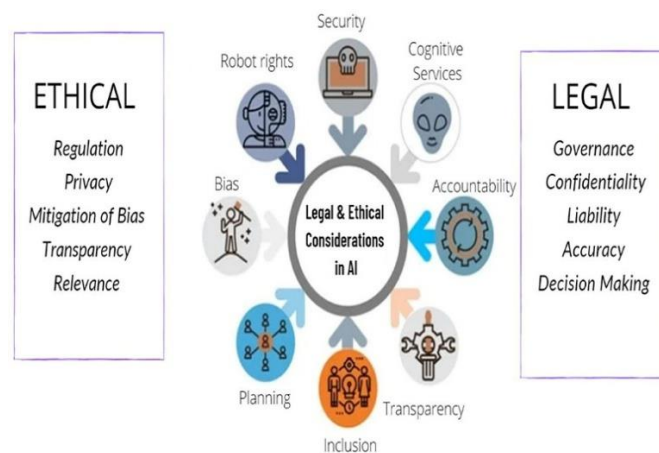 ETHICAL
Regulation
Privacy
Mitigation of Bias
Transparency
Relevance
Security
Robot rights
Cognitive
Services
Bias
Accountability
Legal & Ethical
Considerations
in AI
Planning
Transparency
Inclusion
LEGAL
Governance
Confidentiality
Liability
Accuracy
Decision Making